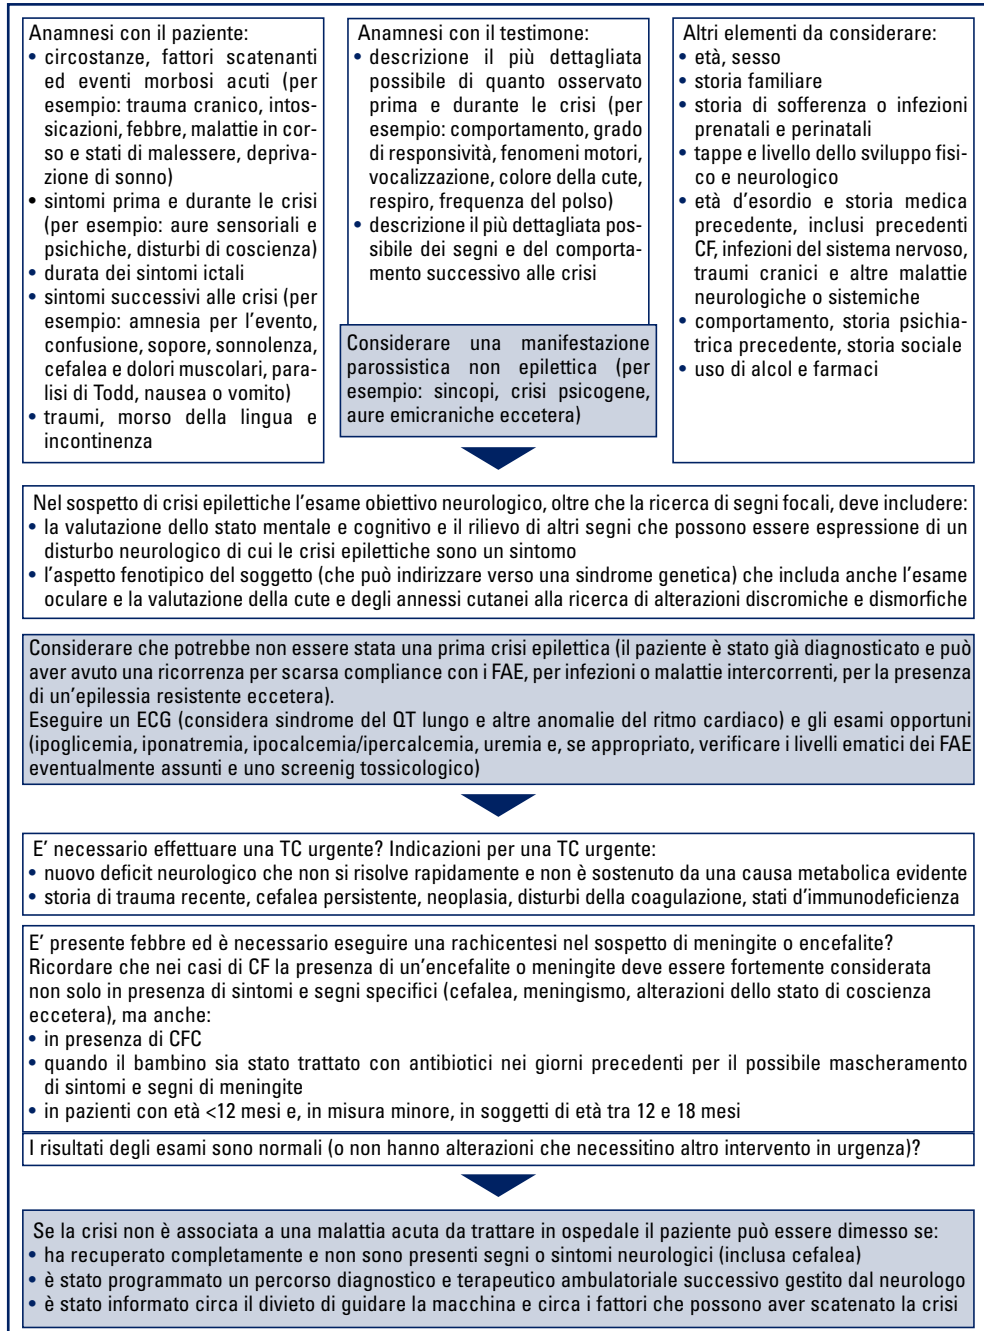 Anamnesi con il paziente:
• circostanze, fattori scatenanti
ed eventi morbosi acuti (per
esempio: trauma cranico, intos-
sicazioni, febbre, malattie in cor-
so e stati di malessere, depriva-
zione di sonno)
• sintomi prima e durante le crisi
(per esempio: aure sensoriali e
psichiche, disturbi di coscienza)
• durata dei sintomi ictali
• sintomi successivi alle crisi (per
esempio: amnesia per l'evento,
confusione, sopore, sonnolenza,
cefalea e dolori muscolari, para-
lisi di Todd, nausea o vomito)
• traumi, morso della lingua e
incontinenza
Anamnesi con il testimone:
• descrizione il più dettagliata
possibile di quanto osservato
prima e durante le crisi (per
esempio: comportamento, grado
di responsività, fenomeni motori,
vocalizzazione, colore della cute,
respiro, frequenza del polso)
• descrizione il più dettagliata pos-
sibile dei segni e del comporta-
mento successivo alle crisi
Considerare una manifestazione
parossistica non epilettica (per
esempio: sincopi, crisi psicogene,
aure emicraniche eccetera)
Altri elementi da considerare:
• età, sesso
• storia familiare
• storia di sofferenza o infezioni
prenatali e perinatali
• tappe e livello dello sviluppo fisi-
co e neurologico
• età d'esordio e storia medica
precedente, inclusi precedenti
CF, infezioni del sistema nervoso,
traumi cranici e altre malattie
neurologiche o sistemiche
• comportamento, storia psichia-
trica precedente, storia sociale
• uso di alcol e farmaci
Nel sospetto di crisi epilettiche l'esame obiettivo neurologico, oltre che la ricerca di segni focali, deve includere:
• la valutazione dello stato mentale e cognitivo e il rilievo di altri segni che possono essere espressione di un
disturbo neurologico di cui le crisi epilettiche sono un sintomo
• l'aspetto fenotipico del soggetto (che può indirizzare verso una sindrome genetica) che includa anche l'esame
oculare e la valutazione della cute e degli annessi cutanei alla ricerca di alterazioni discromiche e dismorfiche
Considerare che potrebbe non essere stata una prima crisi epilettica (il paziente è stato già diagnosticato e può
aver avuto una ricorrenza per scarsa compliance con i FAE, per infezioni o malattie intercorrenti, per la presenza
di un'epilessia resistente eccetera).
Eseguire un ECG (considera sindrome del QT lungo e altre anomalie del ritmo cardiaco) e gli esami opportuni
(ipoglicemia, iponatremia, ipocalcemia/ipercalcemia, uremia e, se appropriato, verificare i livelli ematici dei FAE
eventualmente assunti e uno screenig tossicologico)
E' necessario effettuare una TC urgente? Indicazioni per una TC urgente:
• nuovo deficit neurologico che non si risolve rapidamente e non è sostenuto da una causa metabolica evidente
• storia di trauma recente, cefalea persistente, neoplasia, disturbi della coagulazione, stati d'immunodeficienza
E' presente febbre ed è necessario eseguire una rachicentesi nel sospetto di meningite o encefalite?
Ricordare che nei casi di CF la presenza di un'encefalite o meningite deve essere fortemente considerata
non solo in presenza di sintomi e segni specifici (cefalea, meningismo, alterazioni dello stato di coscienza
eccetera), ma anche:
• in presenza di CFC
• quando il bambino sia stato trattato con antibiotici nei giorni precedenti per il possibile mascheramento
di sintomi e segni di meningite
• in pazienti con età <12 mesi e, in misura minore, in soggetti di età tra 12 e 18 mesi
I risultati degli esami sono normali (o non hanno alterazioni che necessitino altro intervento in urgenza)?
Se la crisi non è associata a una malattia acuta da trattare in ospedale il paziente può essere dimesso se:
• ha recuperato completamente e non sono presenti segni o sintomi neurologici (inclusa cefalea)
• è stato programmato un percorso diagnostico e terapeutico ambulatoriale successivo gestito dal neurologo
• è stato informato circa il divieto di guidare la macchina e circa i fattori che possono aver scatenato la crisi